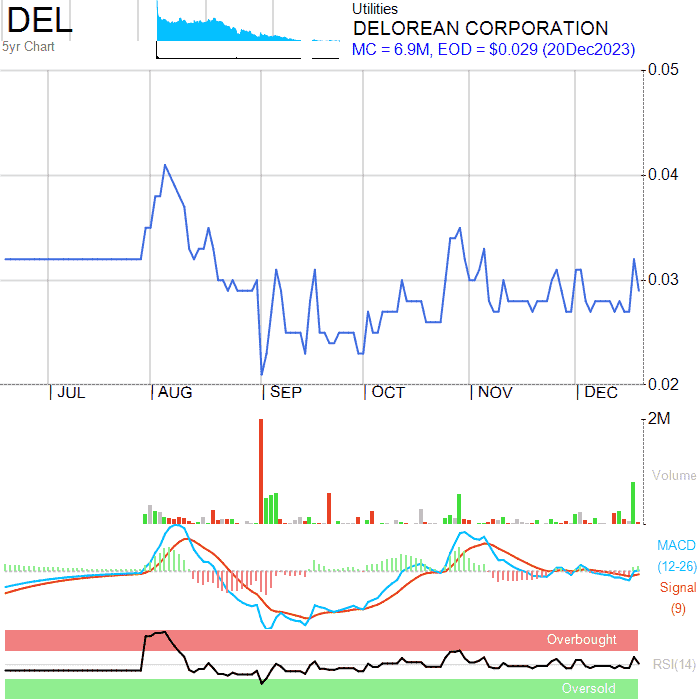 DEL
5yr Chart
Utilities
DELOREAN CORPORATION
MC = 6.9M, EOD = $0.029 (20Dec2023)
0.05
0.04
0.03
0.02
JUL
AUG
SEP
OCT
NOV
DEC
2M
Volume
MACD
(12-26)
Signal
(9)
Overbought
RSI(14)
Oversold